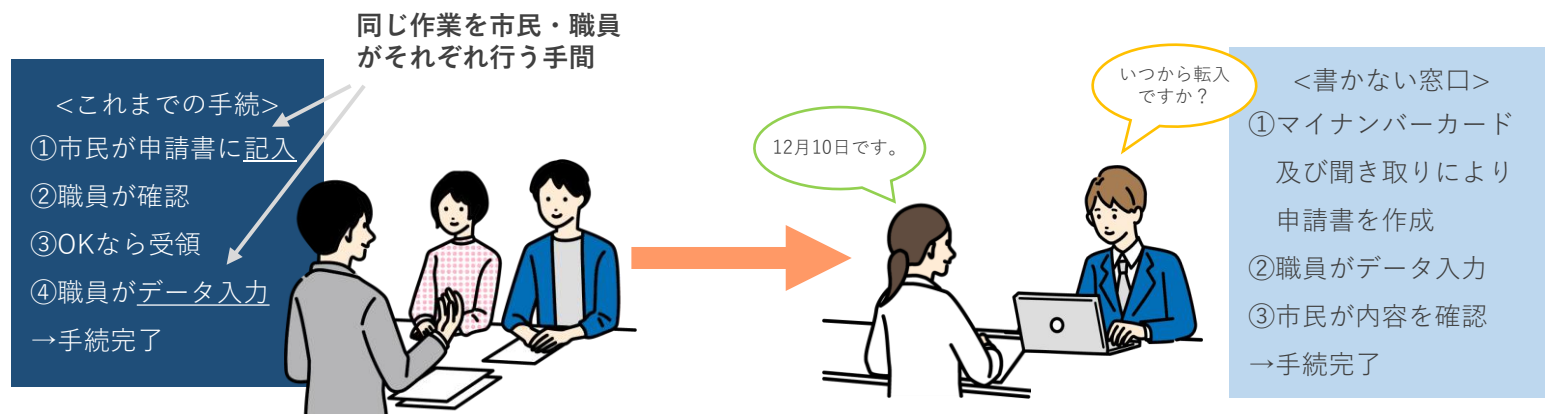 同じ作業を市民・職員
がそれぞれ行う手間
<これまでの手続>
①市民が申請書に記入
②職員が確認
③OKなら受領
④職員がデータ入力
→手続完了
12月10日です。
いつから転入
ですか？
<書かない窓口>
①マイナンバーカード
及び聞き取りにより
申請書を作成
②職員がデータ入力
③市民が内容を確認
→手続完了